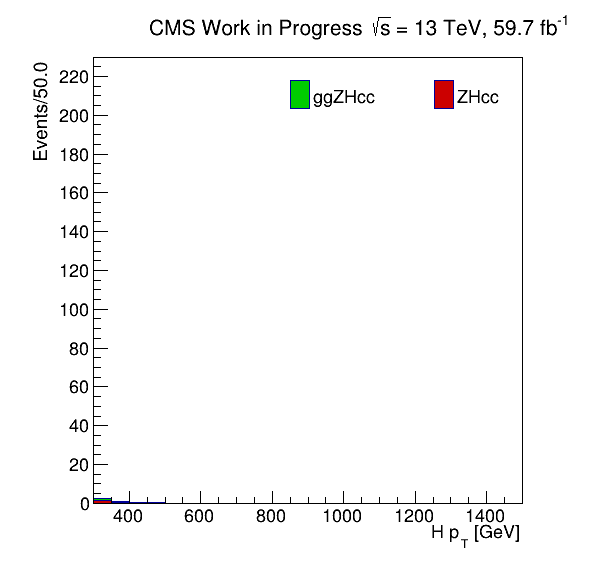 CMS Work in Progress √s = 13 TeV, 59.7 fb⁻¹
Events/50.0
ggZHcc ZHcc
220
200
180
160
140
120
100
80
60
40
20
0
400 600 800 1000 1200 1400
H p_T [GeV]